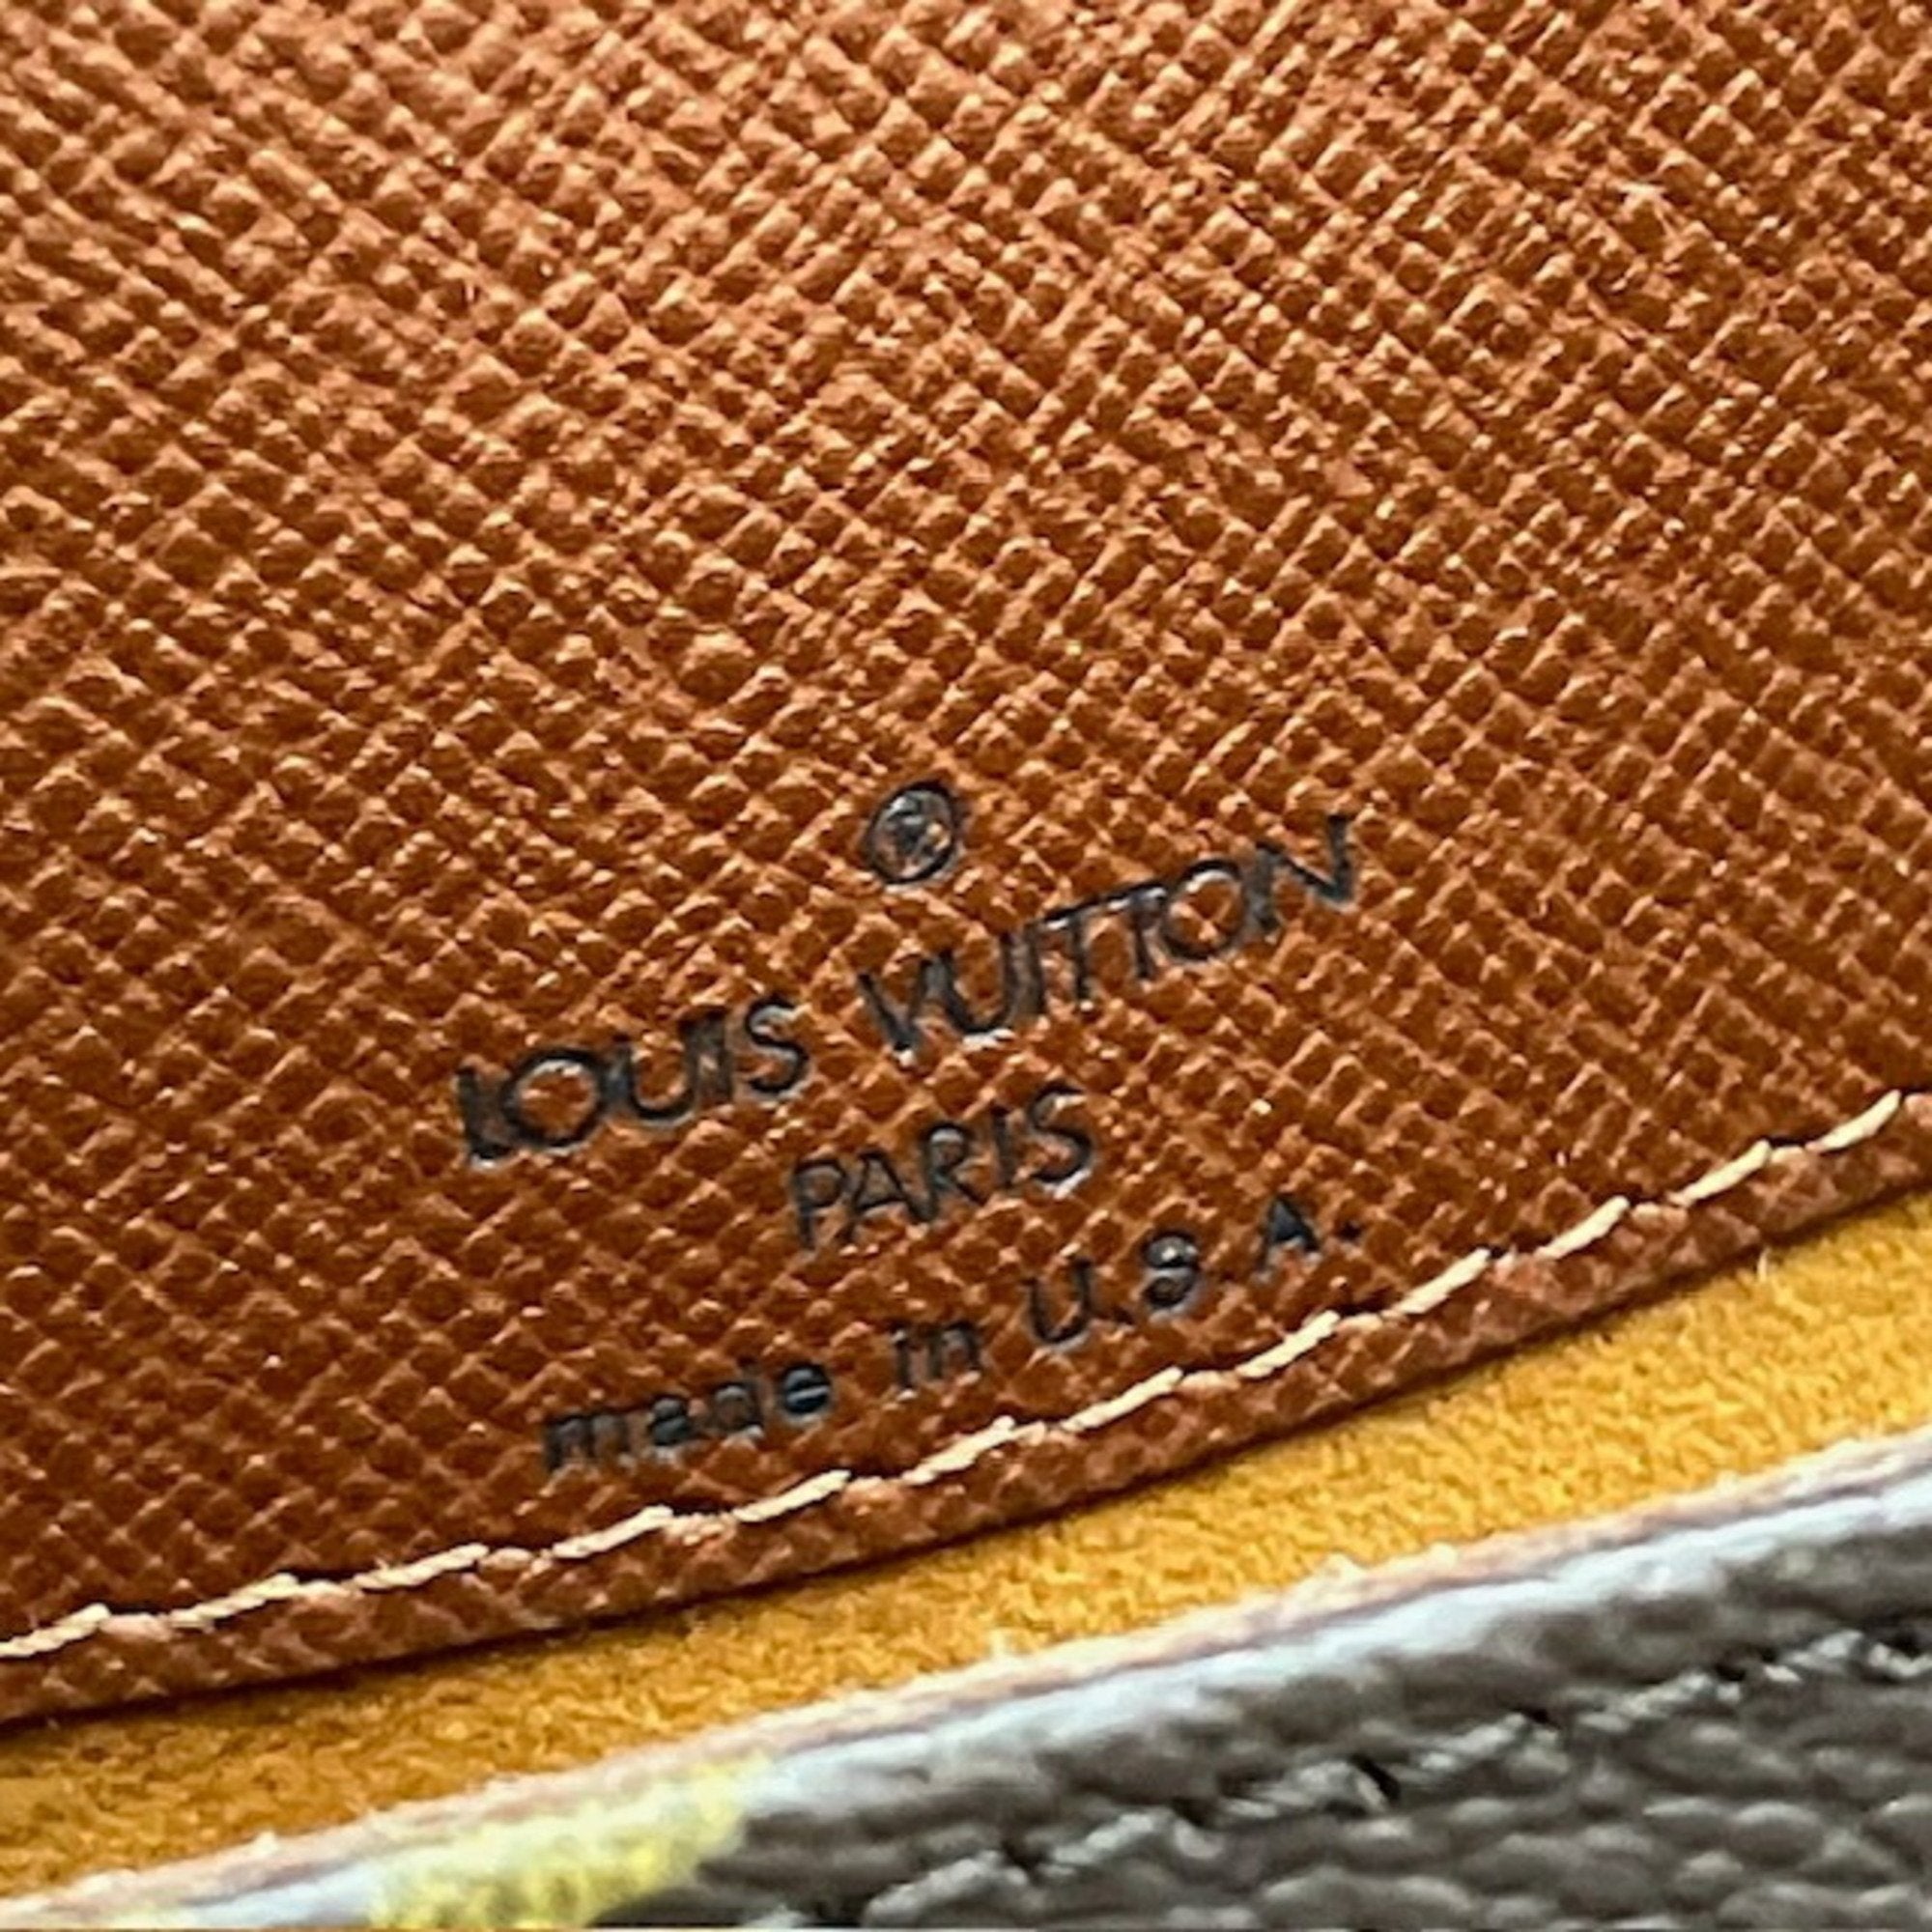 ®
LOUIS VUITTON
PARIS
made in U.S.A.